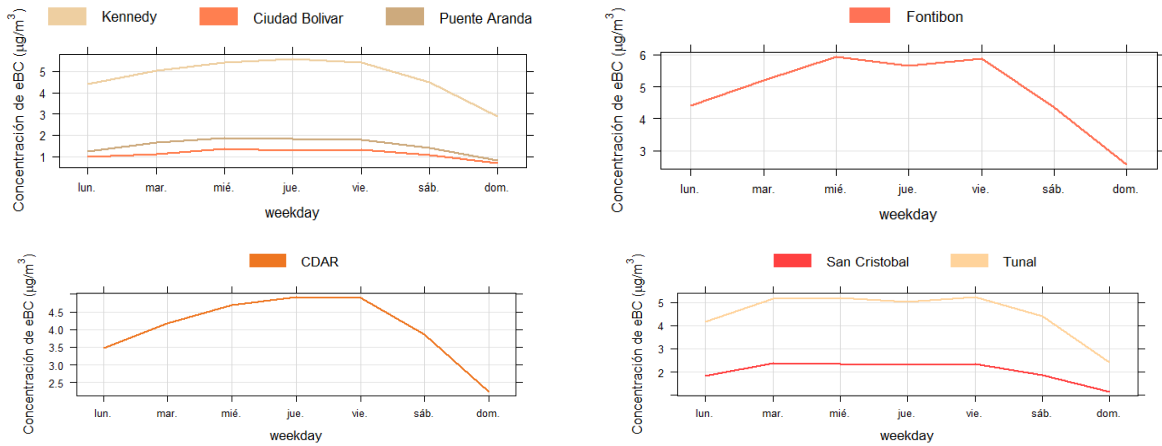 Kennedy Ciudad Bolivar Puente Aranda
Concentración de eBC (µg/m³)
5
4
3
2
1
lun. mar. mié. jue. vie. sáb. dom.
weekday
Fontibon
Concentración de eBC (µg/m³)
6
5
4
3
lun. mar. mié. jue. vie. sáb. dom.
weekday
CDAR
Concentración de eBC (µg/m³)
4.5
4.0
3.5
3.0
2.5
lun. mar. mié. jue. vie. sáb. dom.
weekday
San Cristobal Tunal
Concentración de eBC (µg/m³)
5
4
3
2
lun. mar. mié. jue. vie. sáb. dom.
weekday